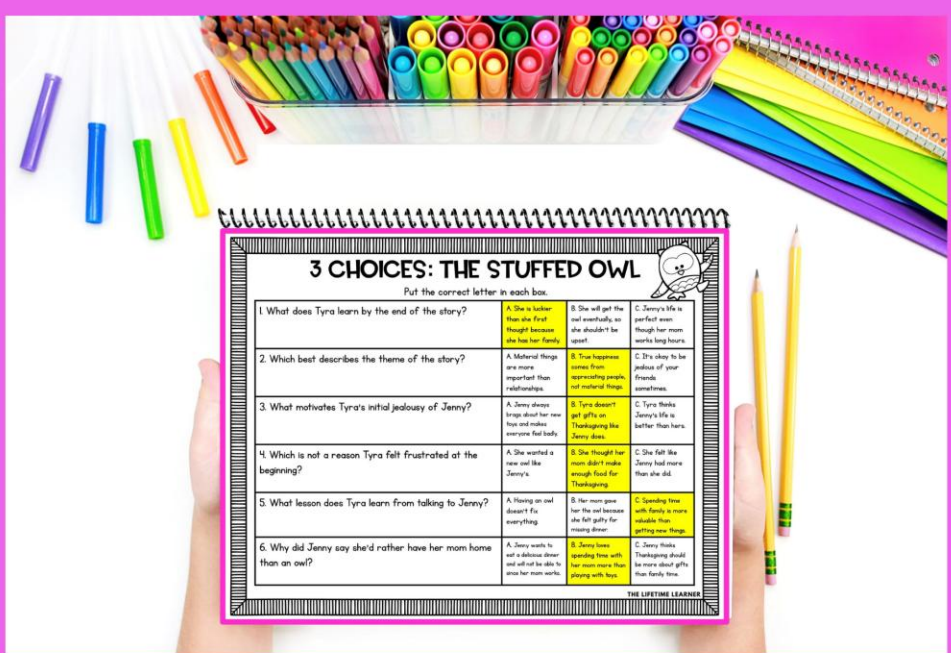 3 CHOICES: THE STUFFED OWL
Put the correct letter in each box.
1. What does Tyra learn by the end of the story?
A. She is luckier
than she first
thought because
she has her family.
B. She will get the
owl eventually, so
she shouldn't be
upset.
C. Jenny's life is
perfect even
though her mom
works long hours.
2. Which best describes the theme of the story?
A. Material things
are more
important than
relationships.
B. True happiness
comes from
appreciating people,
not material things.
C. It's okay to be
jealous of your
friends
sometimes.
3. What motivates Tyra's initial jealousy of Jenny?
A. Jenny always
brags about her new
toys and makes
everyone feel badly.
B. Tyra doesn't
get gifts on
Thanksgiving like
Jenny does.
C. Tyra thinks
Jenny's life is
better than hers.
4. Which is not a reason Tyra felt frustrated at the
beginning?
A. She wanted a
new owl like
Jenny's.
B. She thought her
mom didn't make
enough food for
Thanksgiving.
C. She felt like
Jenny had more
than she did.
5. What lesson does Tyra learn from talking to Jenny?
A. Having an owl
doesn't fix
everything.
B. Her mom gave
her the owl because
she felt guilty for
missing dinner.
C. Spending time
with family is more
valuable than
getting new things.
6. Why did Jenny say she'd rather have her mom home
than an owl?
A. Jenny wants to
eat a delicious dinner
and will not be able to
since her mom works.
B. Jenny loves
spending time with
her mom more than
playing with toys.
C. Jenny thinks
Thanksgiving should
be more about gifts
than family time.
THE LIFETIME LEARNER